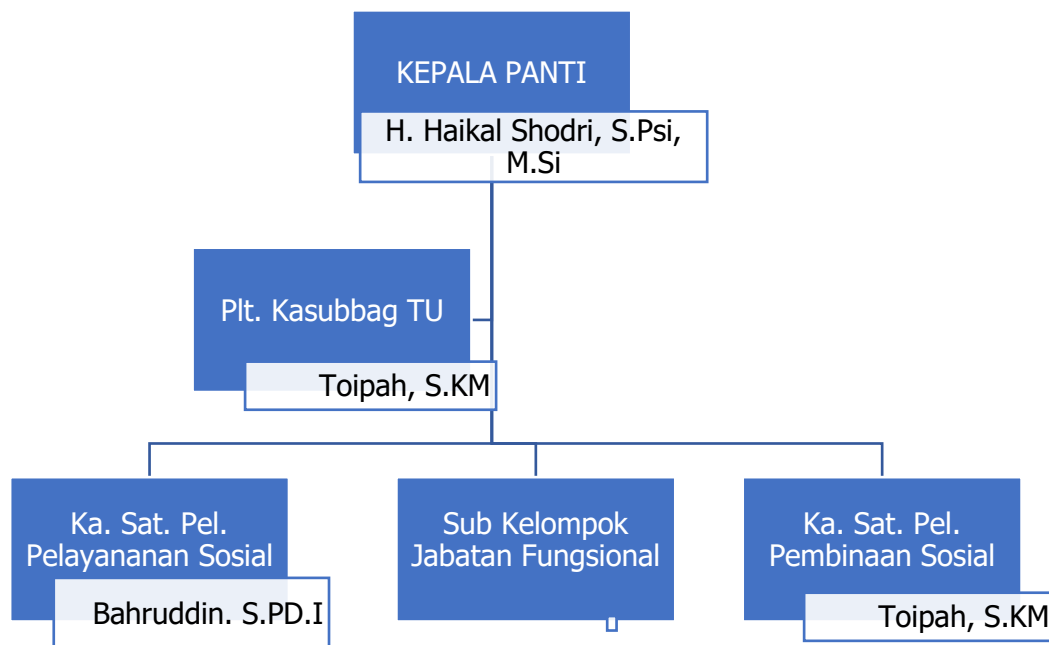 KEPALA PANTI
H. Haikal Shodri, S.Psi,
M.Si
Plt. Kasubbag TU
Toipah, S.KM
Ka. Sat. Pel.
Pelayananan Sosial
Bahruddin. S.PD.I
Sub Kelompok
Jabatan Fungsional
Ka. Sat. Pel.
Pembinaan Sosial
Toipah, S.KM